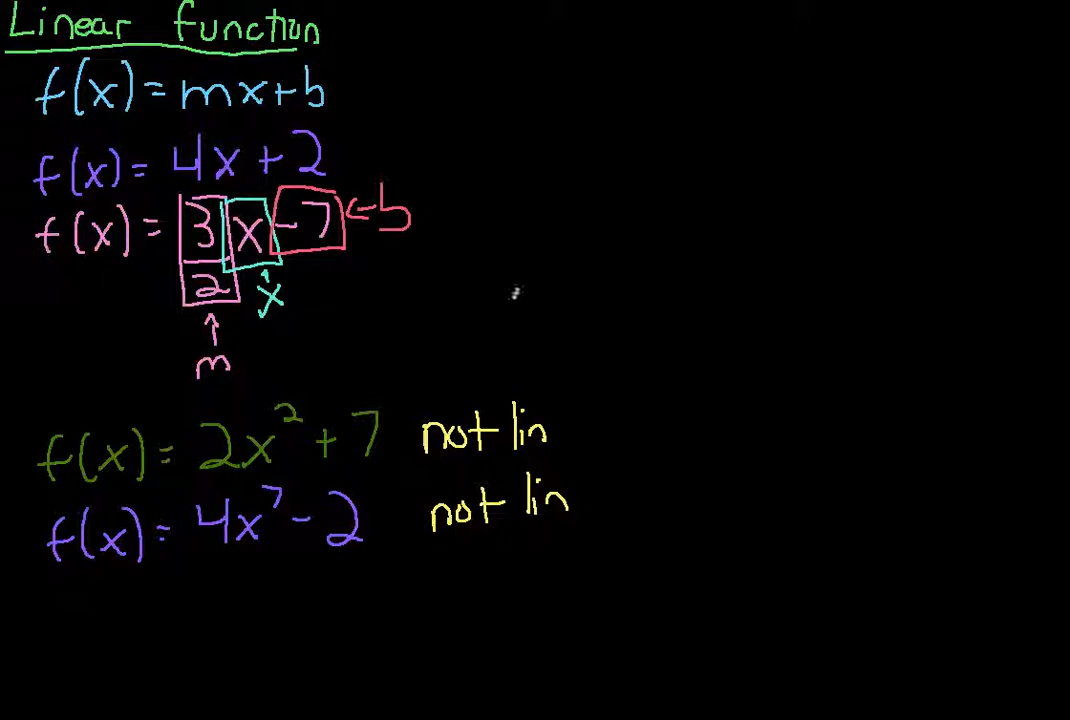 Linear function
f(x) = mx + b
f(x) = 4x + 2
f(x) = 3/2 x - 7 ← b
↑ x
↑ m
f(x) = 2x² + 7 not lin
f(x) = 4x⁷ - 2 not lin